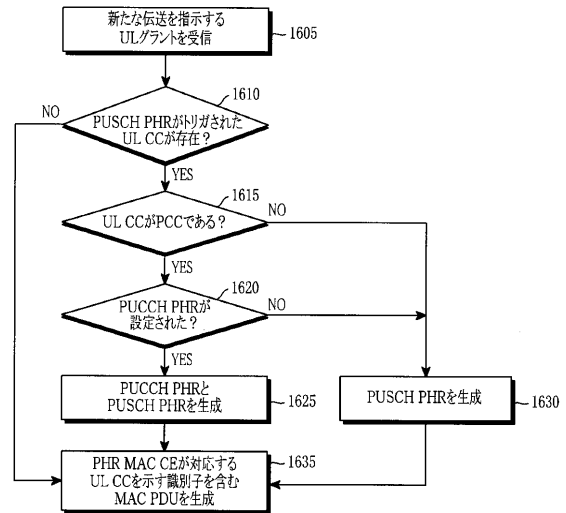 新たな伝送を指示する
ULグラントを受信
1605
1610
NO
PUSCH PHRがトリガされた
UL CCが存在?
YES
1615
UL CCがPCCである?
NO
YES
1620
PUCCH PHRが
設定された?
NO
YES
PUCCH PHRと
PUSCH PHRを生成
1625
PUSCH PHRを生成
1630
PHR MAC CEが対応する
UL CCを示す識別子を含む
MAC PDUを生成
1635